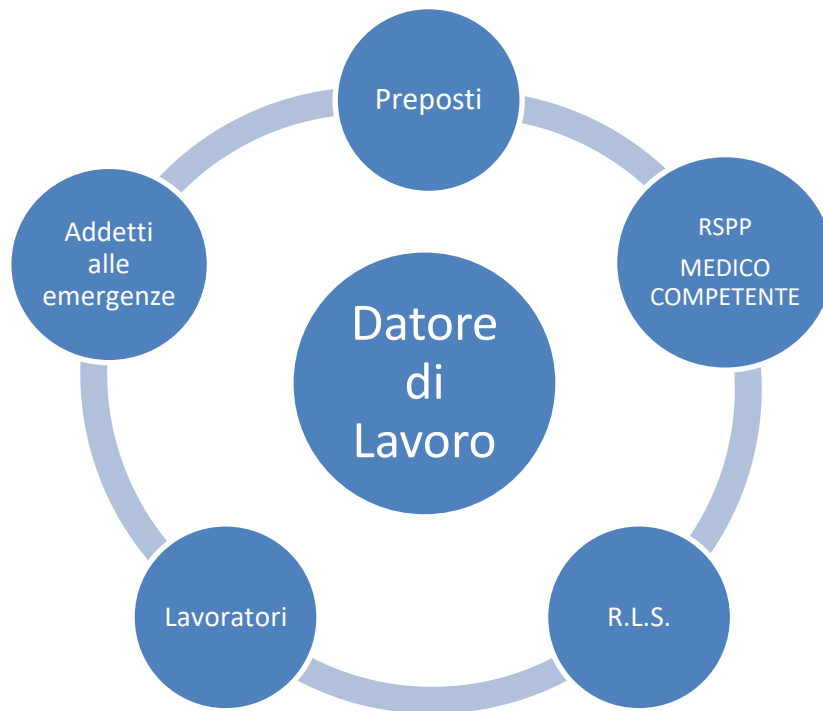 Preposti
Addetti
alle
emergenze
RSPP
MEDICO
COMPETENTE
Datore
di
Lavoro
Lavoratori
R.L.S.